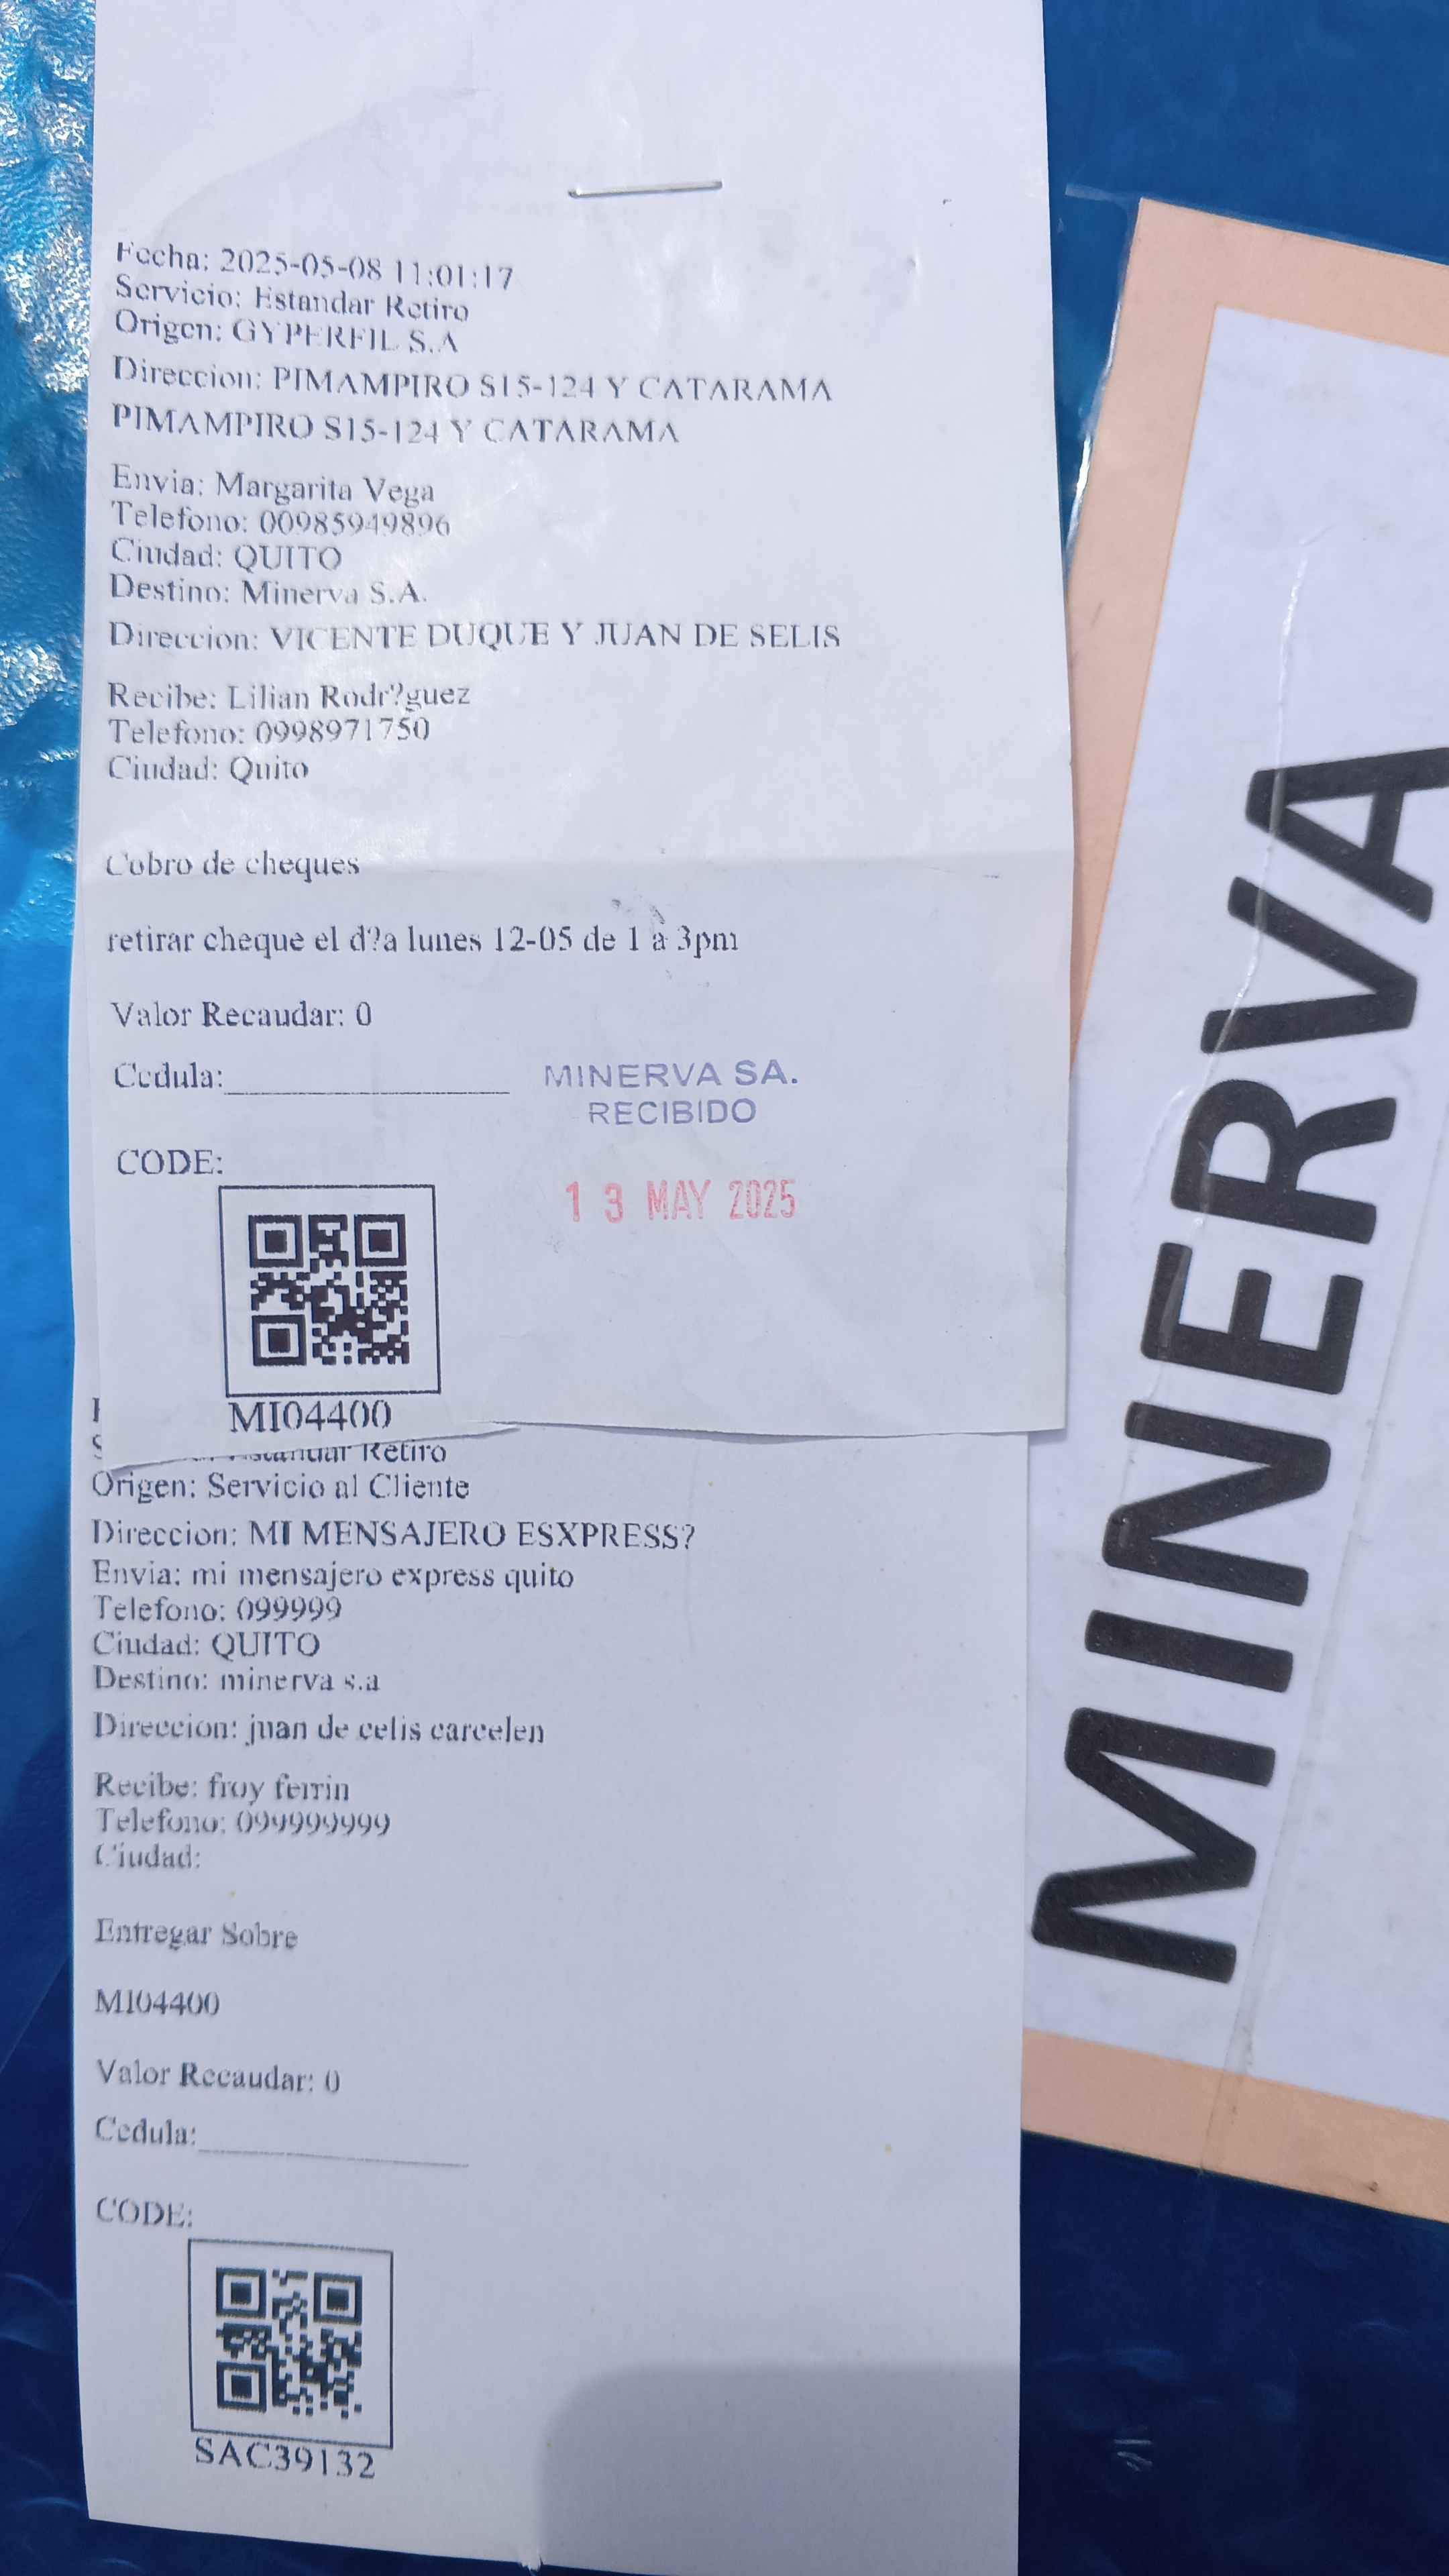 Fecha: 2025-05-08 11:01:17
Servicio: Estandar Retiro
Origen: GYPERFIL S.A
Direccion: PIMAMPIRO S15-124 Y CATARAMA
PIMAMPIRO S15-124 Y CATARAMA
Envia: Margarita Vega
Telefono: 00985949896
Ciudad: QUITO
Destino: Minerva S.A.
Direccion: VICENTE DUQUE Y JUAN DE SELIS
Recibe: Lilian Rodr?guez
Telefono: 0998971750
Ciudad: Quito
Cobro de cheques
retirar cheque el d?a lunes 12-05 de 1 a 3pm
Valor Recaudar: 0
Cedula:
MINERVA SA.
RECIBIDO
CODE:
13 MAY 2025
MI04400
Retiro
Origen: Servicio al Cliente
Direccion: MI MENSAJERO ESXPRESS?
Envia: mi mensajero express quito
Telefono: 099999
Ciudad: QUITO
Destino: minerva s.a
Direccion: juan de celis carcelen
Recibe: froy ferrin
Telefono: 099999999
Ciudad:
Entregar Sobre
MI04400
Valor Recaudar: 0
Cedula:
CODE:
SAC39132
MINERVA